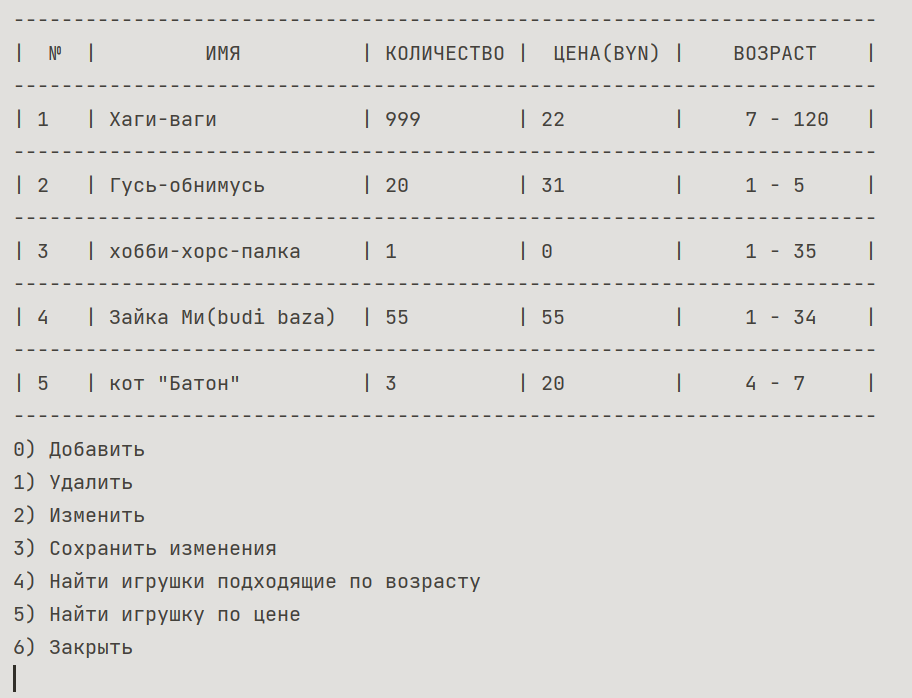 ------------------------------------------------------------------------
|  №  |         ИМЯ          | КОЛИЧЕСТВО |  ЦЕНА(BYN) |    ВОЗРАСТ    |
------------------------------------------------------------------------
| 1   | Хаги-ваги            | 999        | 22         |     7 - 120   |
------------------------------------------------------------------------
| 2   | Гусь-обнимусь        | 20         | 31         |     1 - 5     |
------------------------------------------------------------------------
| 3   | хобби-хорс-палка     | 1          | 0          |     1 - 35    |
------------------------------------------------------------------------
| 4   | Зайка Ми(budi baza)  | 55         | 55         |     1 - 34    |
------------------------------------------------------------------------
| 5   | кот "Батон"          | 3          | 20         |     4 - 7     |
------------------------------------------------------------------------
0) Добавить
1) Удалить
2) Изменить
3) Сохранить изменения
4) Найти игрушки подходящие по возрасту
5) Найти игрушку по цене
6) Закрыть